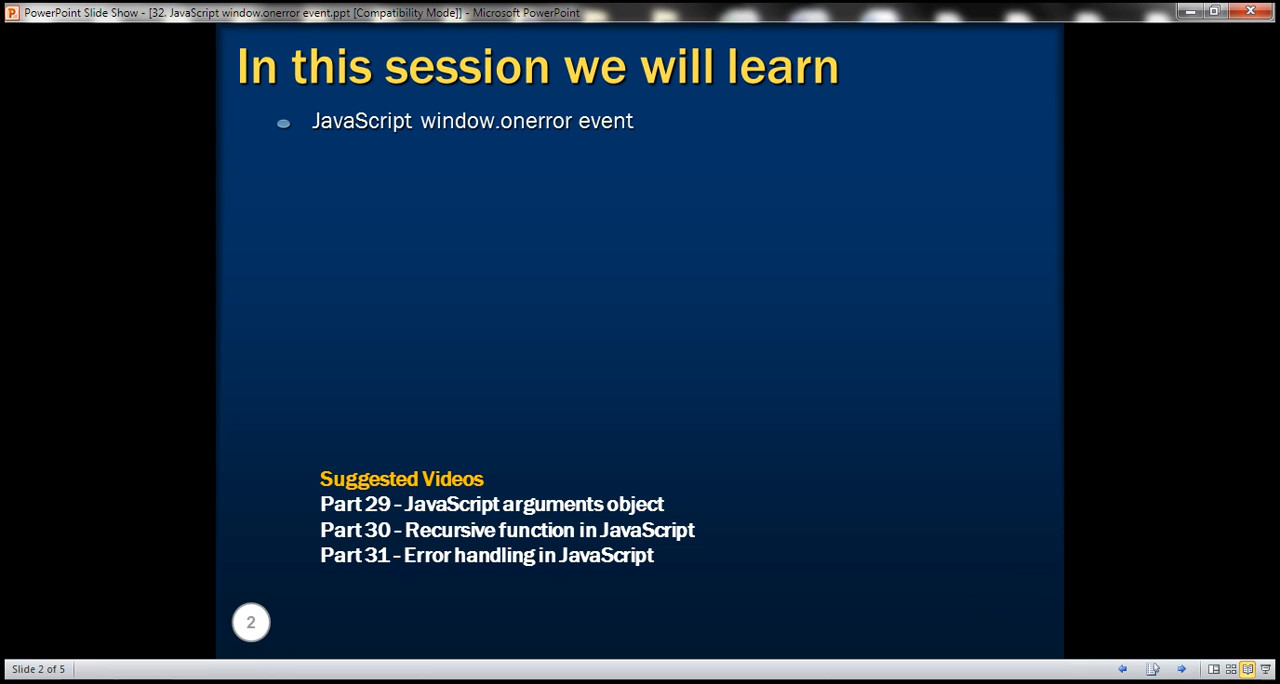 PowerPoint Slide Show - [32. JavaScript window.onerror event.ppt [Compatibility Mode]] - Microsoft PowerPoint
In this session we will learn
JavaScript window.onerror event
Suggested Videos
Part 29 - JavaScript arguments object
Part 30 - Recursive function in JavaScript
Part 31 - Error handling in JavaScript
2
Slide 2 of 5